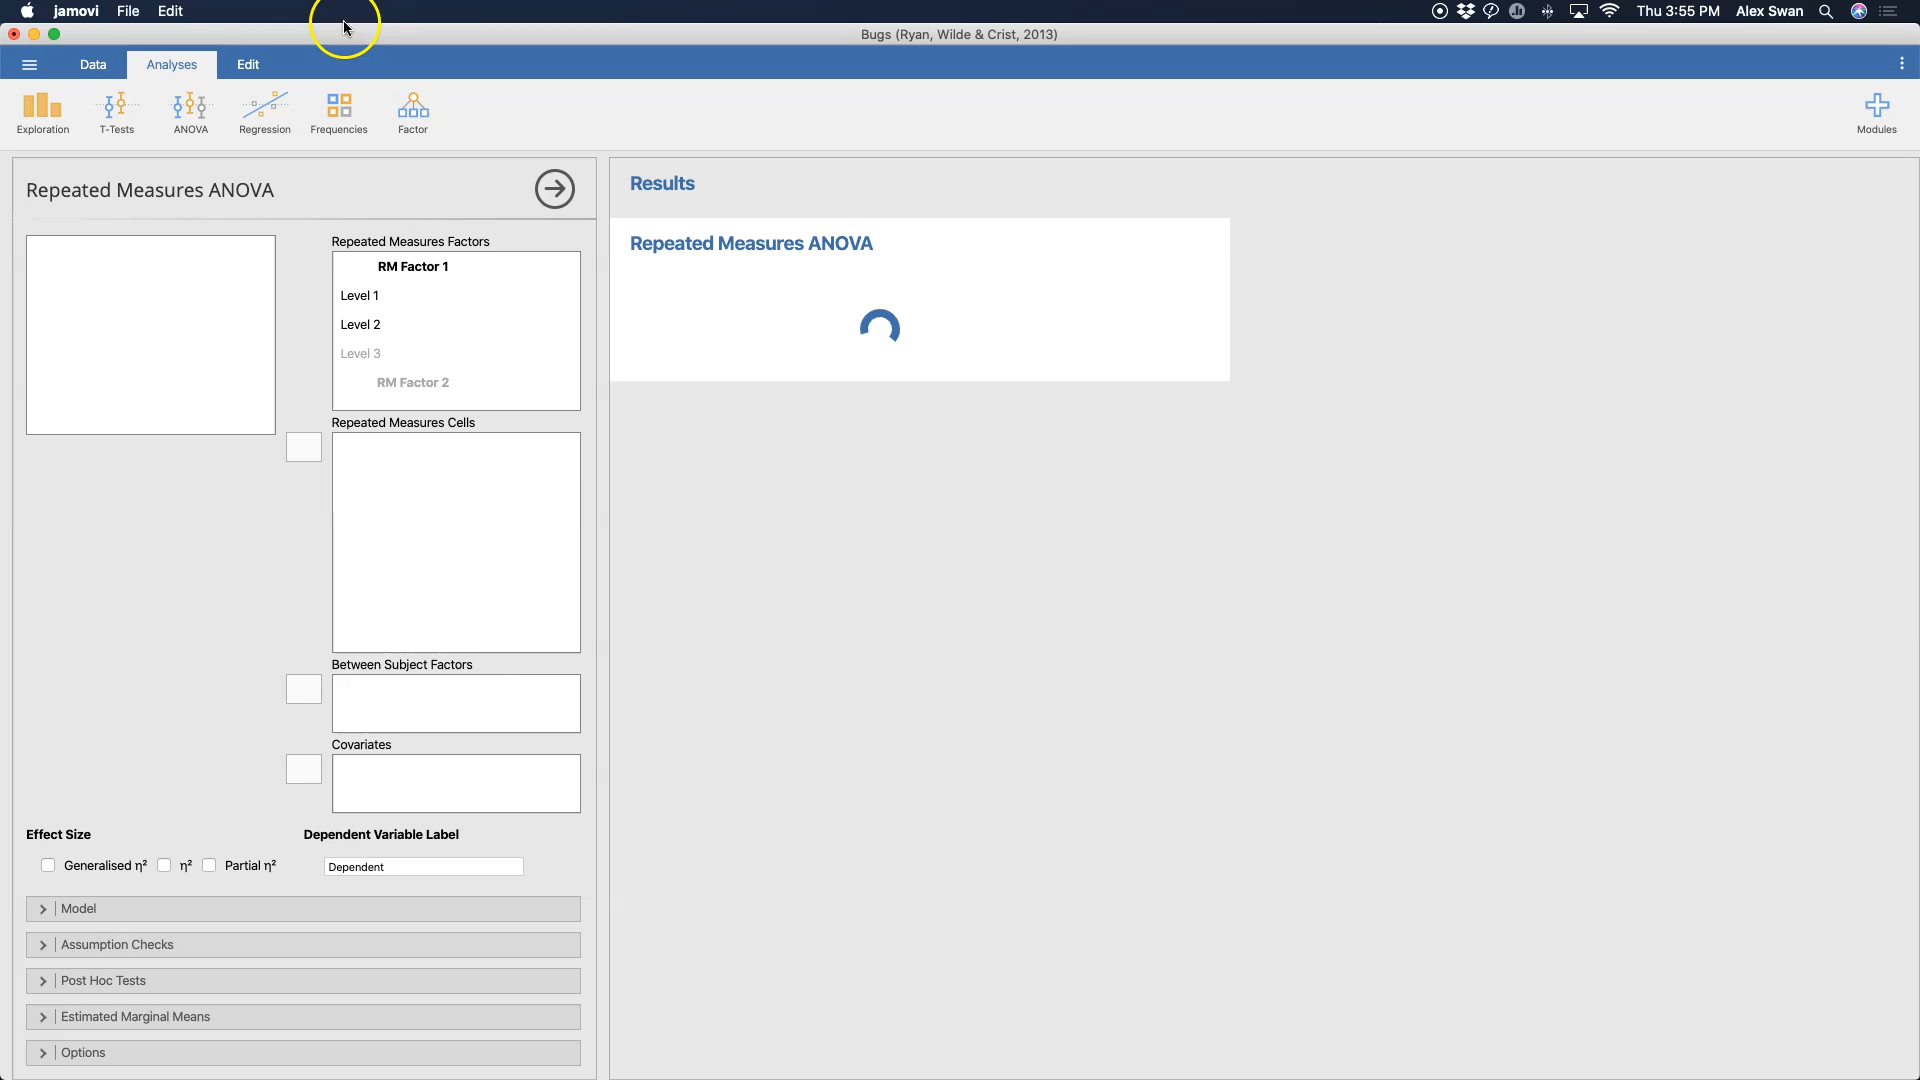 jamovi File Edit
Thu 3:55 PM Alex Swan
Bugs (Ryan, Wilde & Crist, 2013)
Data Analyses Edit
Exploration T-Tests ANOVA Regression Frequencies Factor Modules
Repeated Measures ANOVA
Repeated Measures Factors
RM Factor 1
Level 1
Level 2
Level 3
RM Factor 2
Repeated Measures Cells
Between Subject Factors
Covariates
Effect Size Dependent Variable Label
Generalised η² η² Partial η² Dependent
Model
Assumption Checks
Post Hoc Tests
Estimated Marginal Means
Options
Results
Repeated Measures ANOVA